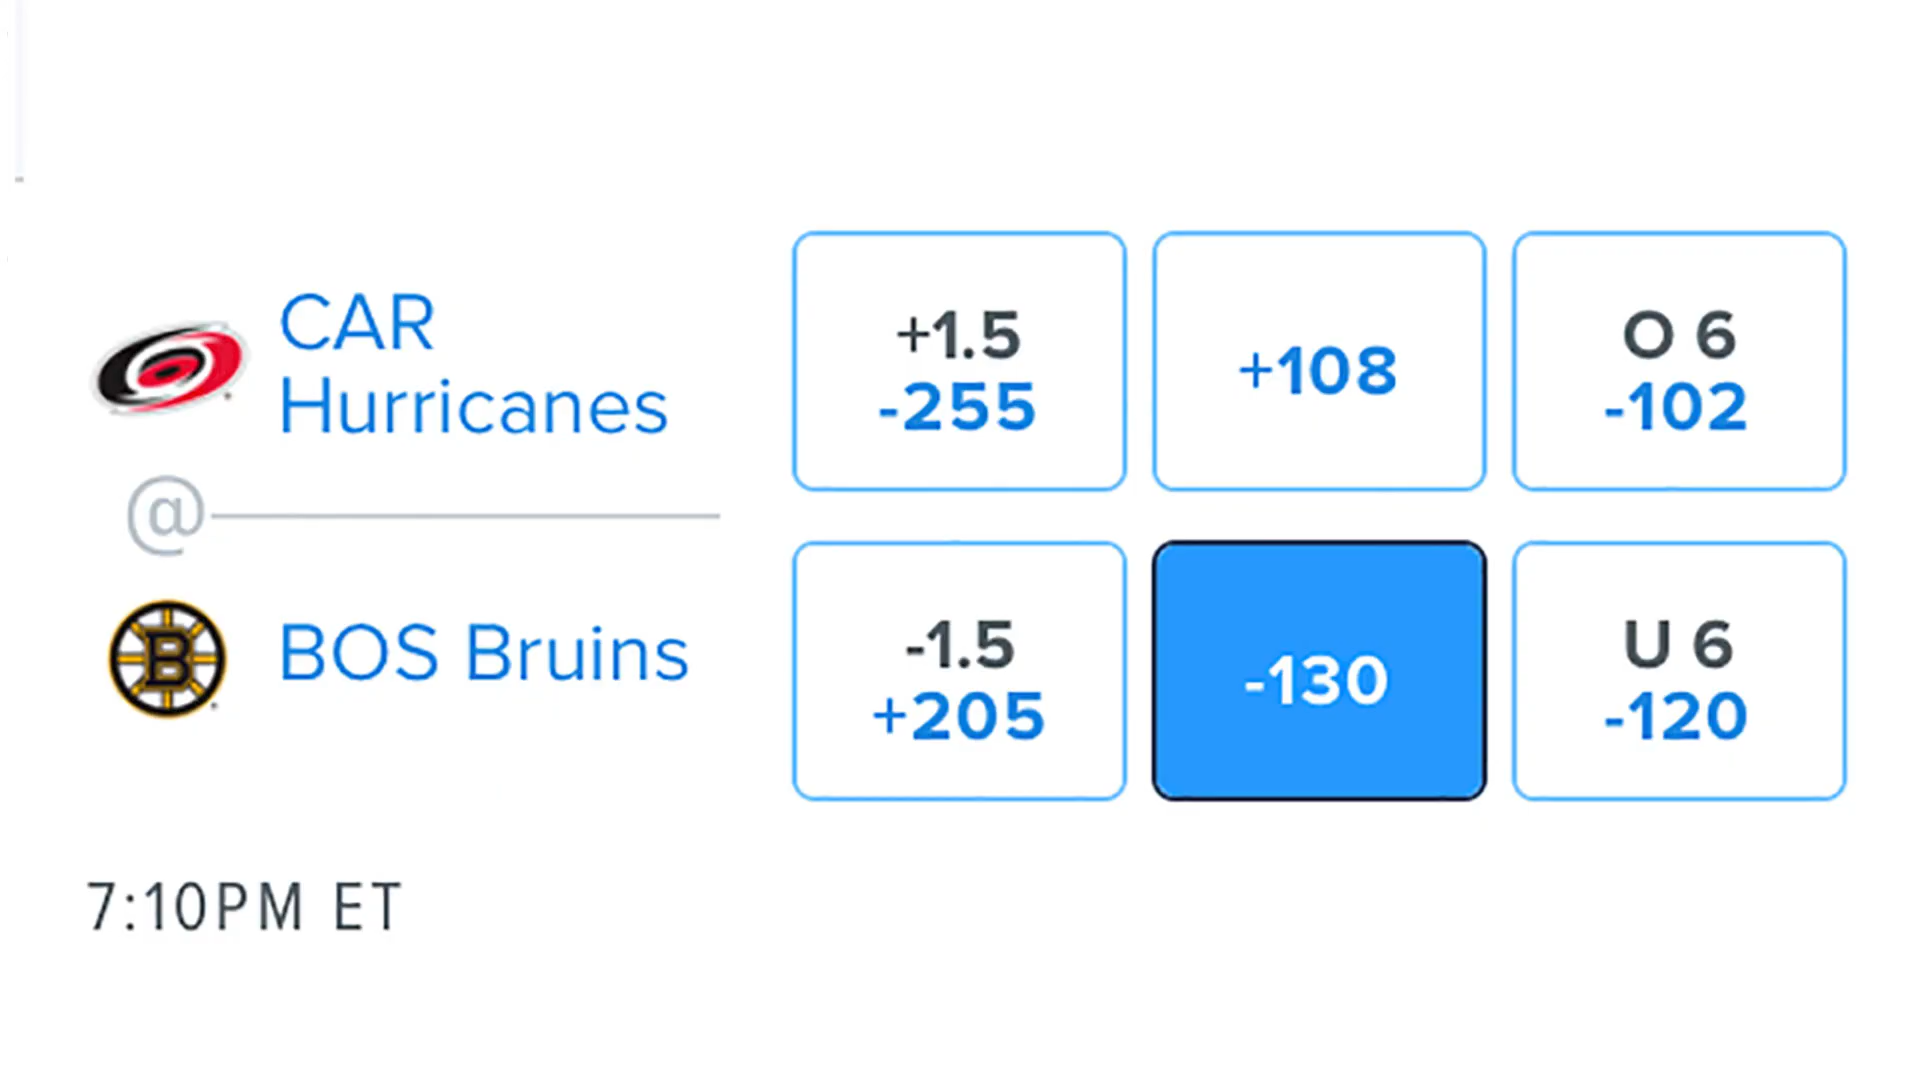 CAR
Hurricanes
+1.5
-255
+108
O 6
-102
@
B
BOS Bruins
-1.5
+205
-130
U 6
-120
7:10PM ET